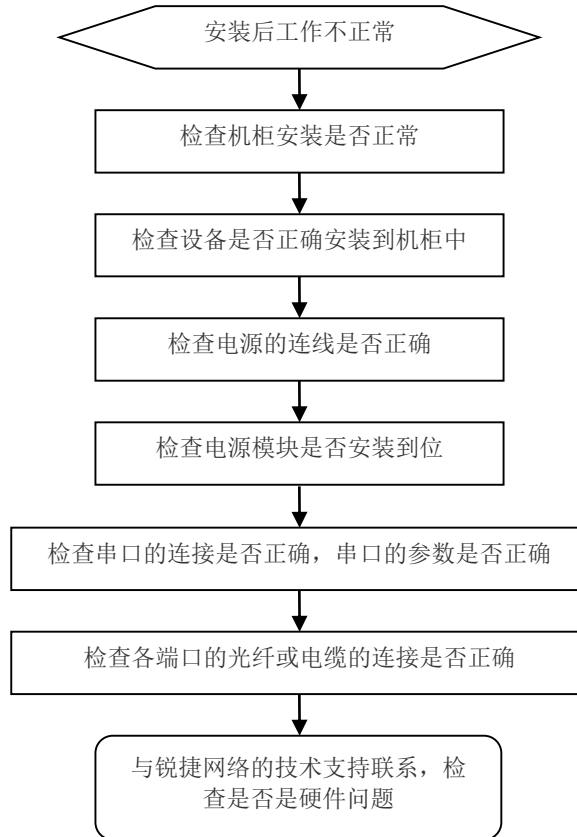 安装后工作不正常
检查机柜安装是否正常
检查设备是否正确安装到机柜中
检查电源的连线是否正确
检查电源模块是否安装到位
检查串口的连接是否正确，串口的参数是否正确
检查各端口的光纤或电缆的连接是否正确
与锐捷网络的技术支持联系，检
查是否是硬件问题